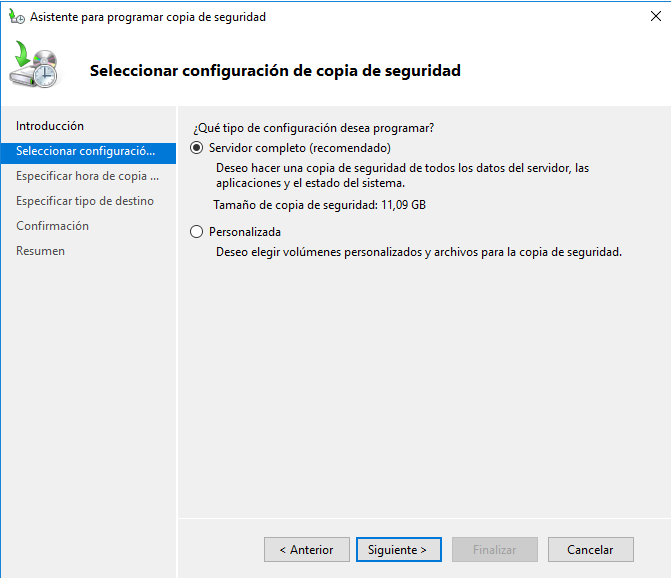 Asistente para programar copia de seguridad
Seleccionar configuración de copia de seguridad
Introducción
Seleccionar configuració...
Especificar hora de copia ...
Especificar tipo de destino
Confirmación
Resumen
¿Qué tipo de configuración desea programar?
Servidor completo (recomendado)
Deseo hacer una copia de seguridad de todos los datos del servidor, las
aplicaciones y el estado del sistema.
Tamaño de copia de seguridad: 11,09 GB
Personalizada
Deseo elegir volúmenes personalizados y archivos para la copia de seguridad.
< Anterior
Siguiente >
Finalizar
Cancelar